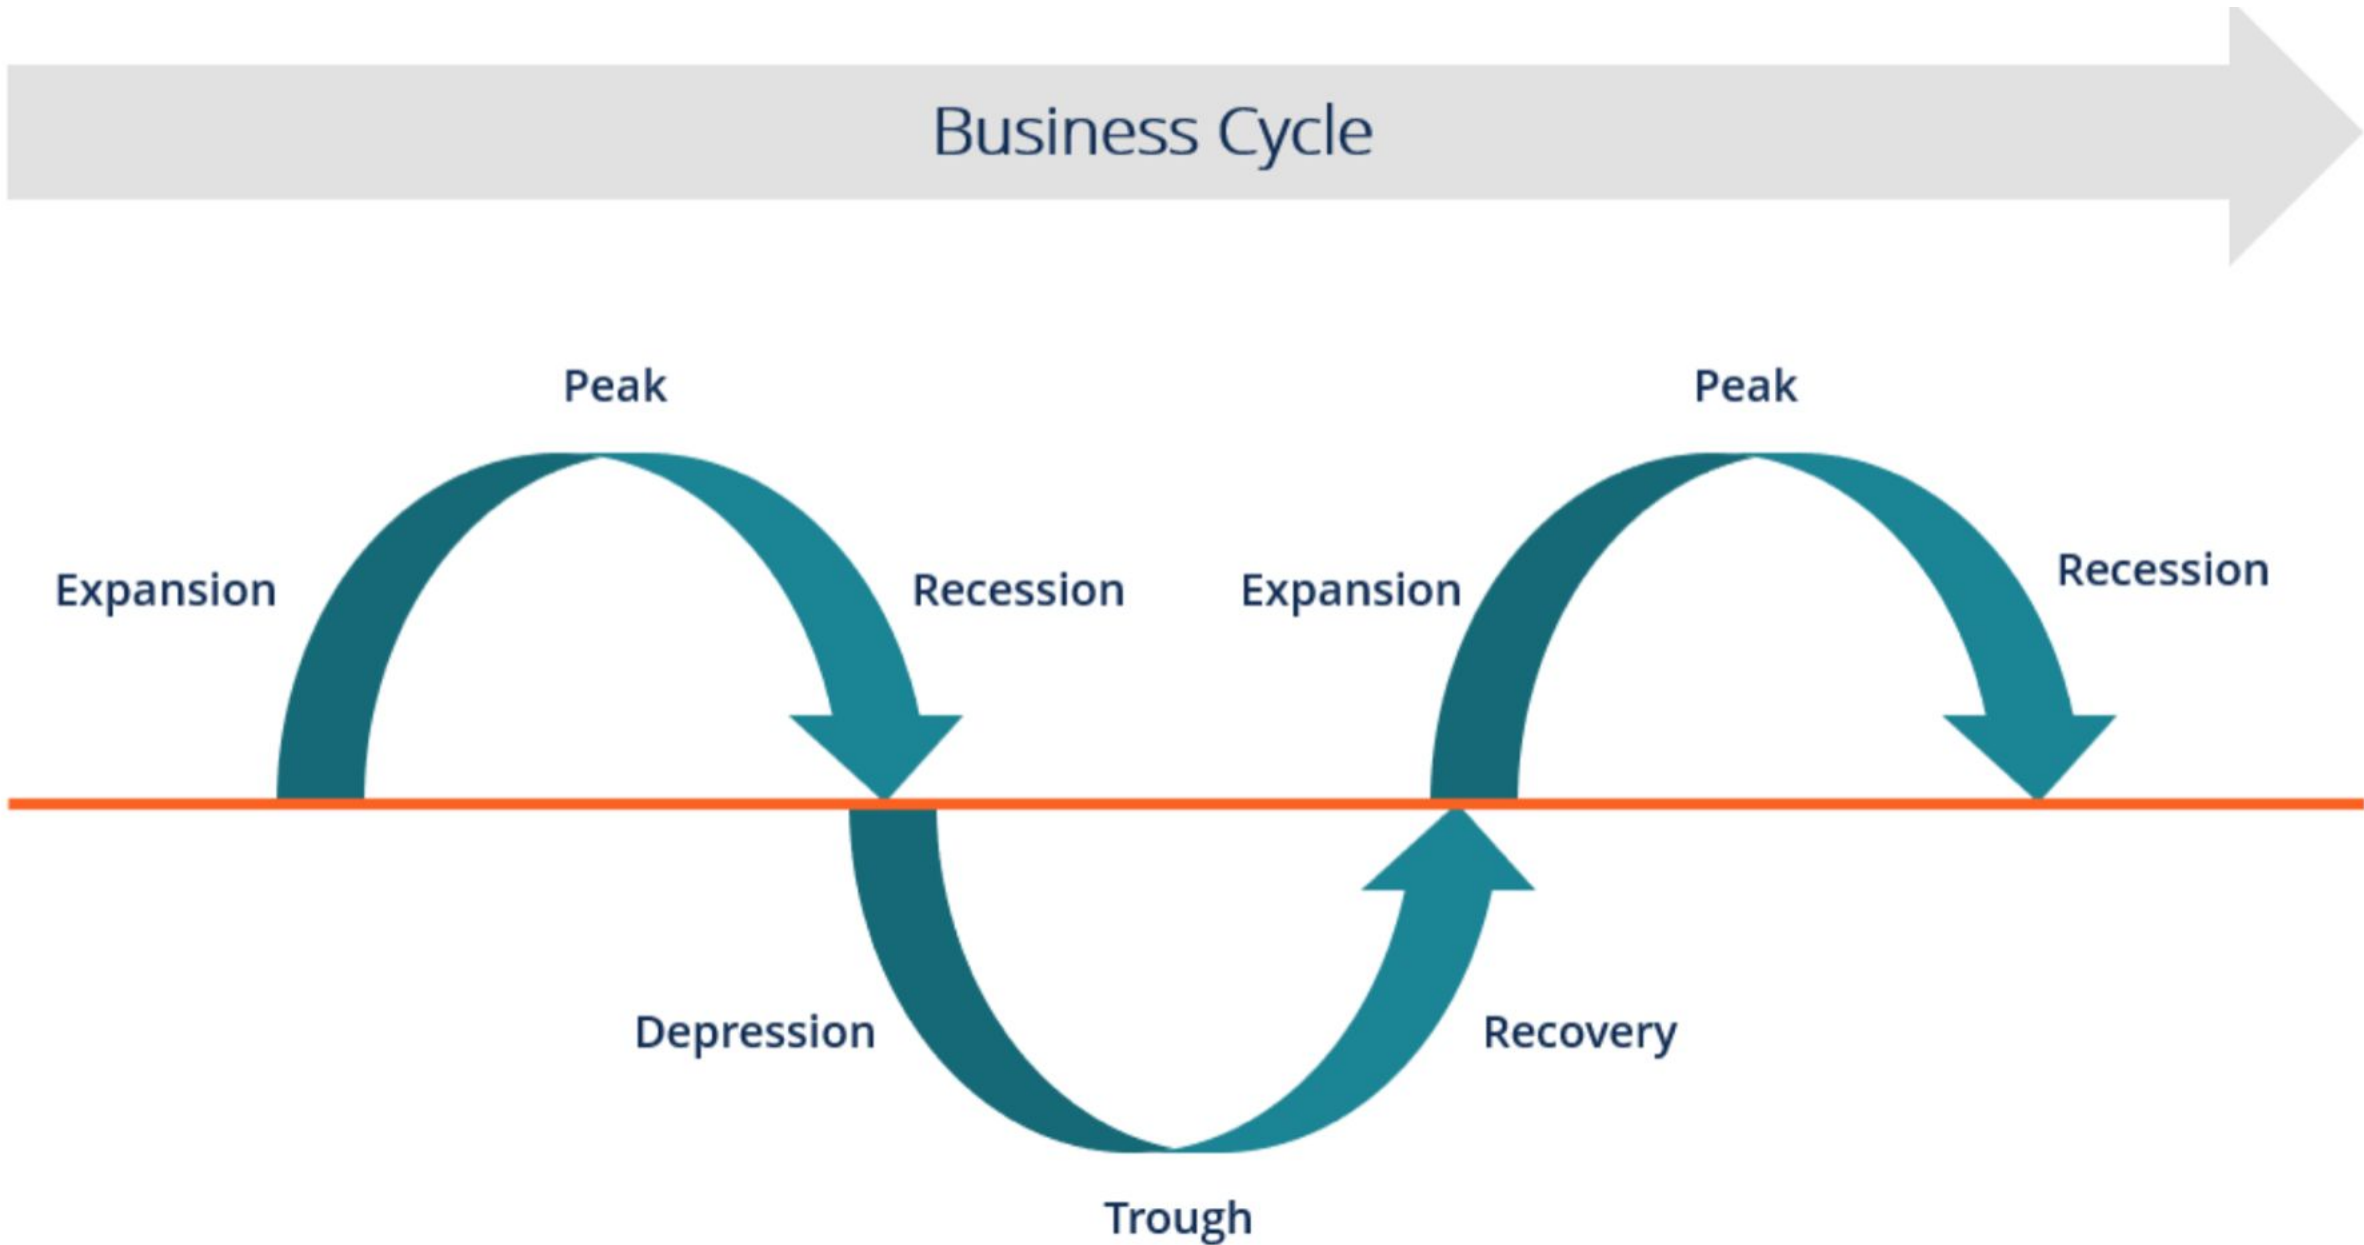 Business Cycle
Peak
Peak
Expansion
Recession
Expansion
Recession
Depression
Recovery
Trough